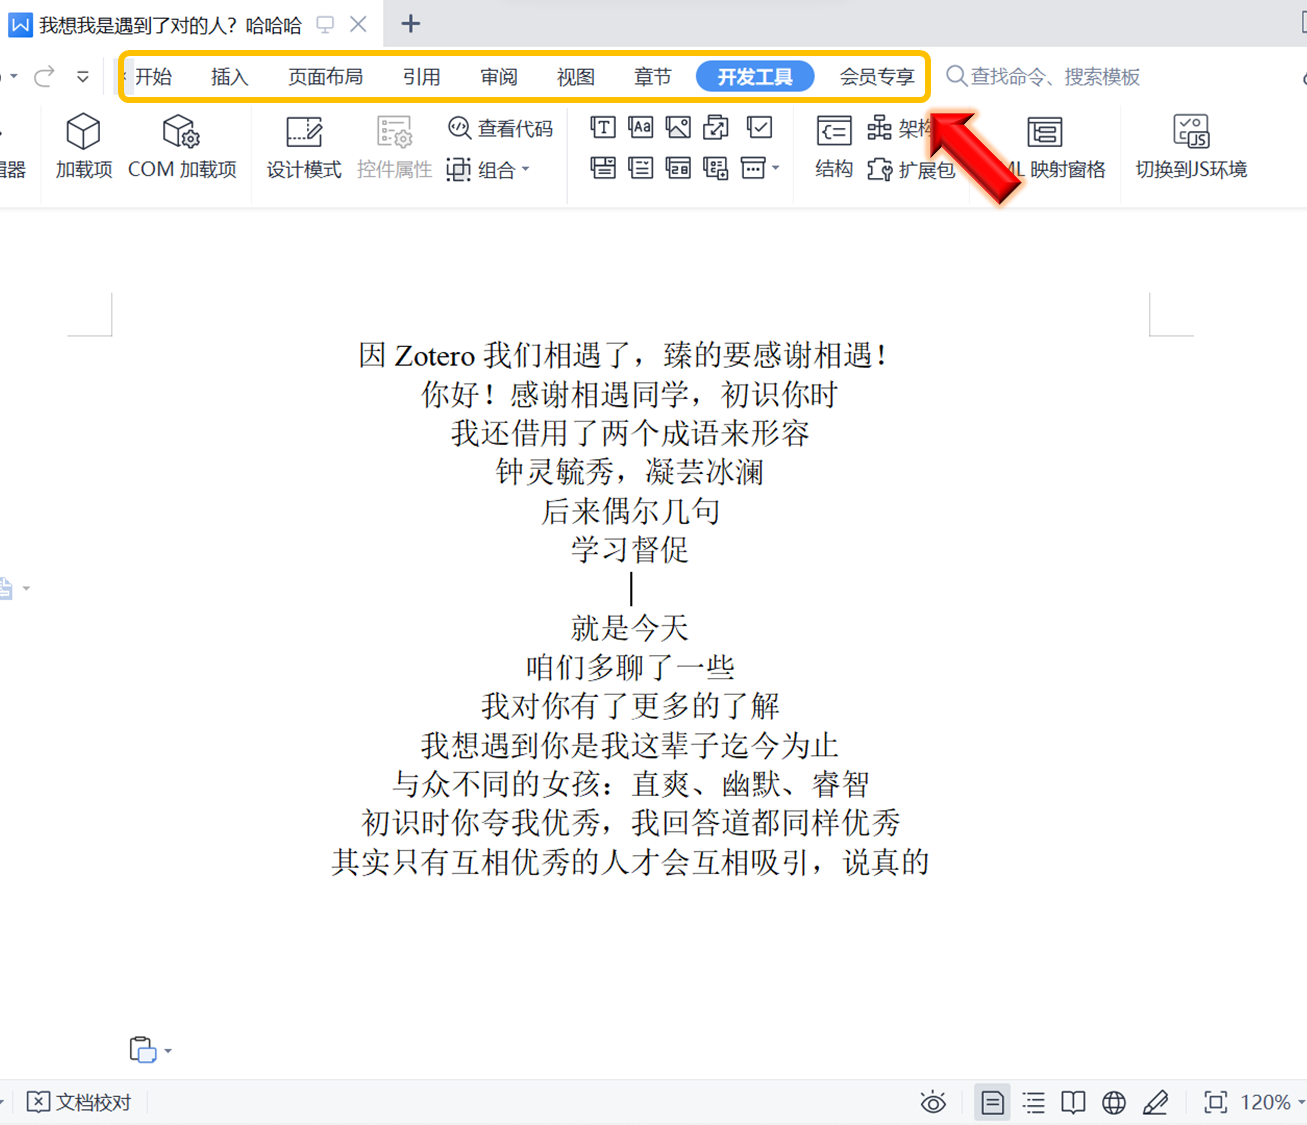 我想我是遇到了对的人？哈哈哈
开始 插入 页面布局 引用 审阅 视图 章节 开发工具 会员专享 查找命令、搜索模板
查看代码
架构
加载项 COM 加载项 设计模式 控件属性 组合 结构 扩展包 映射窗格 切换到JS环境
因 Zotero 我们相遇了，臻的要感谢相遇！
你好！感谢相遇同学，初识你时
我还借用了两个成语来形容
钟灵毓秀，凝芸冰澜
后来偶尔几句
学习督促
就是今天
咱们多聊了一些
我对你有了更多的了解
我想遇到你是我这辈子迄今为止
与众不同的女孩：直爽、幽默、睿智
初识时你夸我优秀，我回答道都同样优秀
其实只有互相优秀的人才会互相吸引，说真的
文档校对 120%